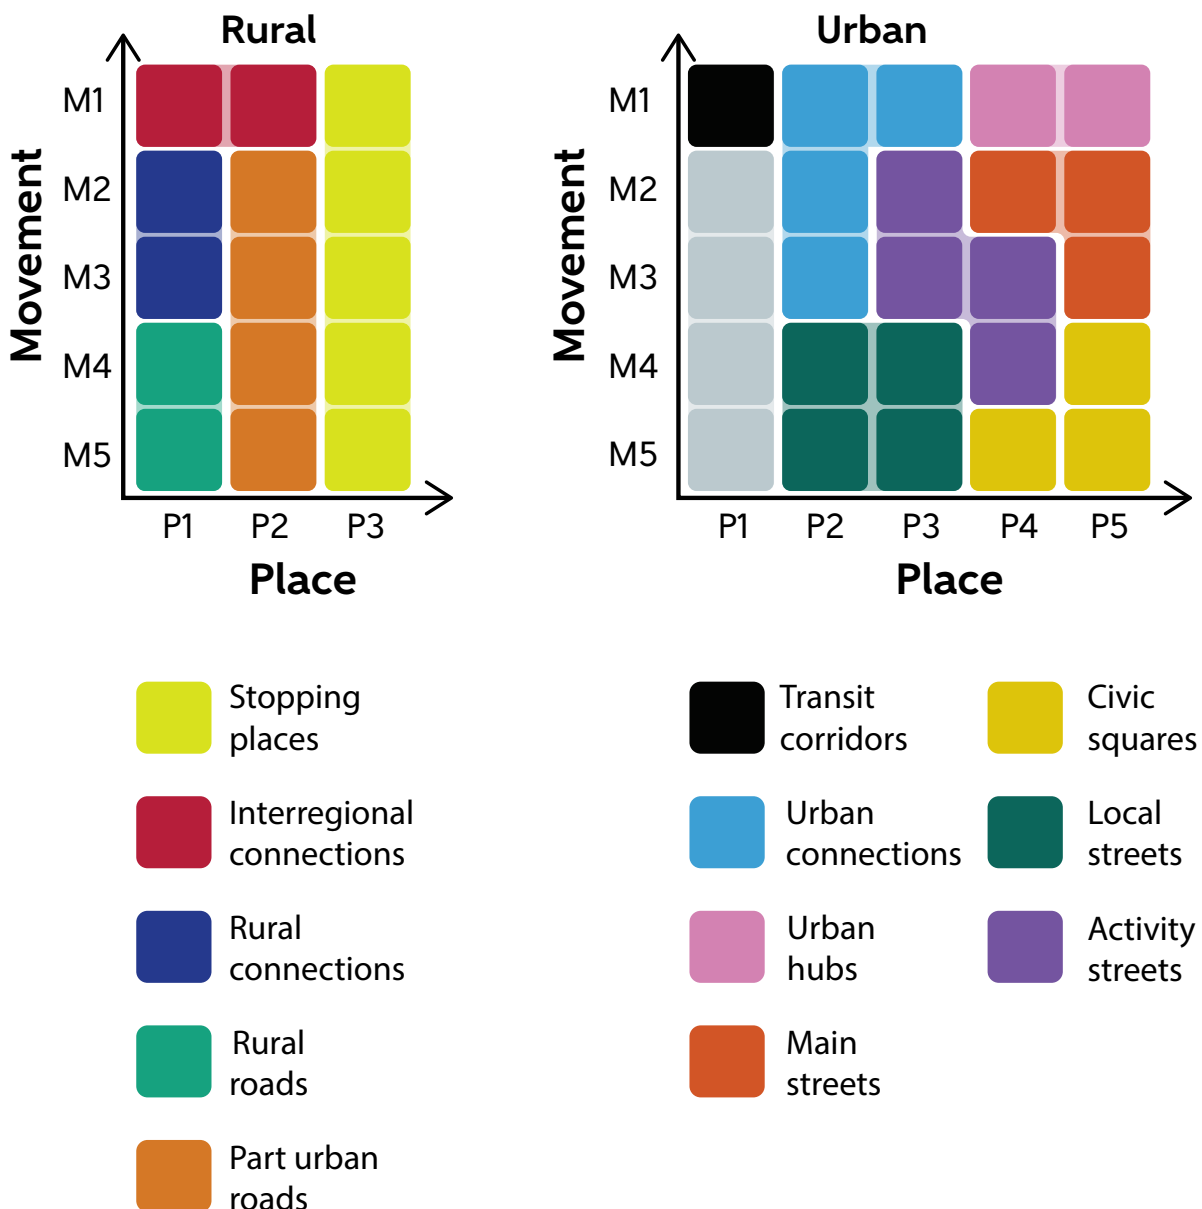 Rural
Movement
M1
M2
M3
M4
M5
P1 P2 P3
Place
Urban
Movement
M1
M2
M3
M4
M5
P1 P2 P3 P4 P5
Place
Stopping
places
Interregional
connections
Rural
connections
Rural
roads
Part urban
roads
Transit
corridors
Urban
connections
Urban
hubs
Main
streets
Civic
squares
Local
streets
Activity
streets